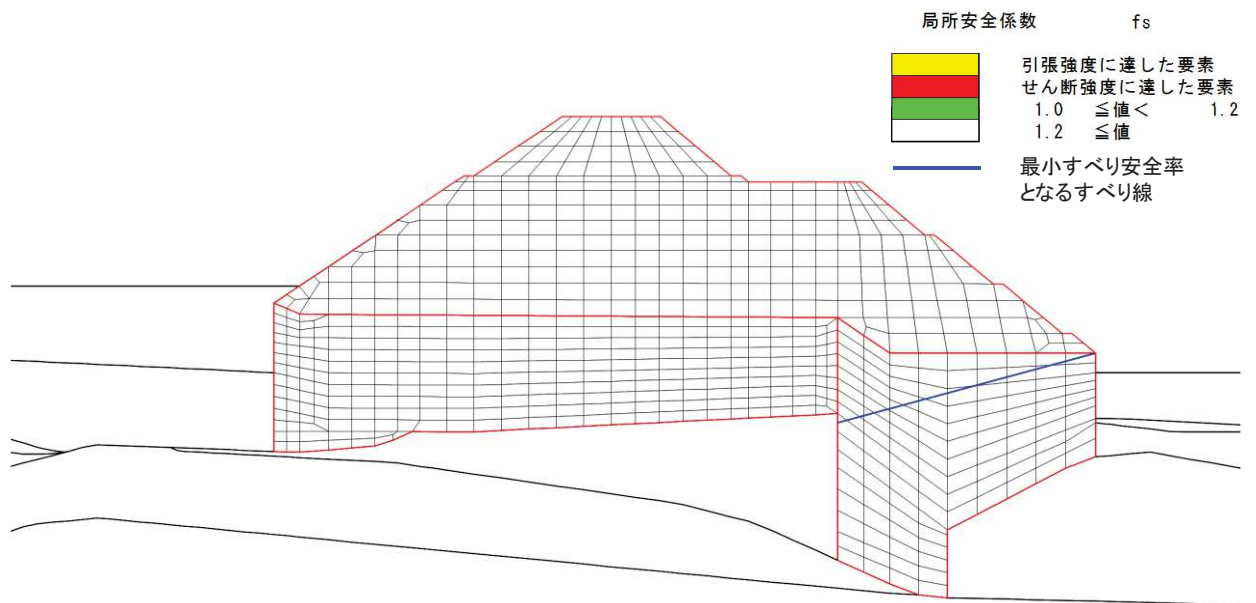 局所安全係数 fs
引張強度に達した要素
せん断強度に達した要素
1.0 ≦値< 1.2
1.2 ≦値
最小すべり安全率
となるすべり線